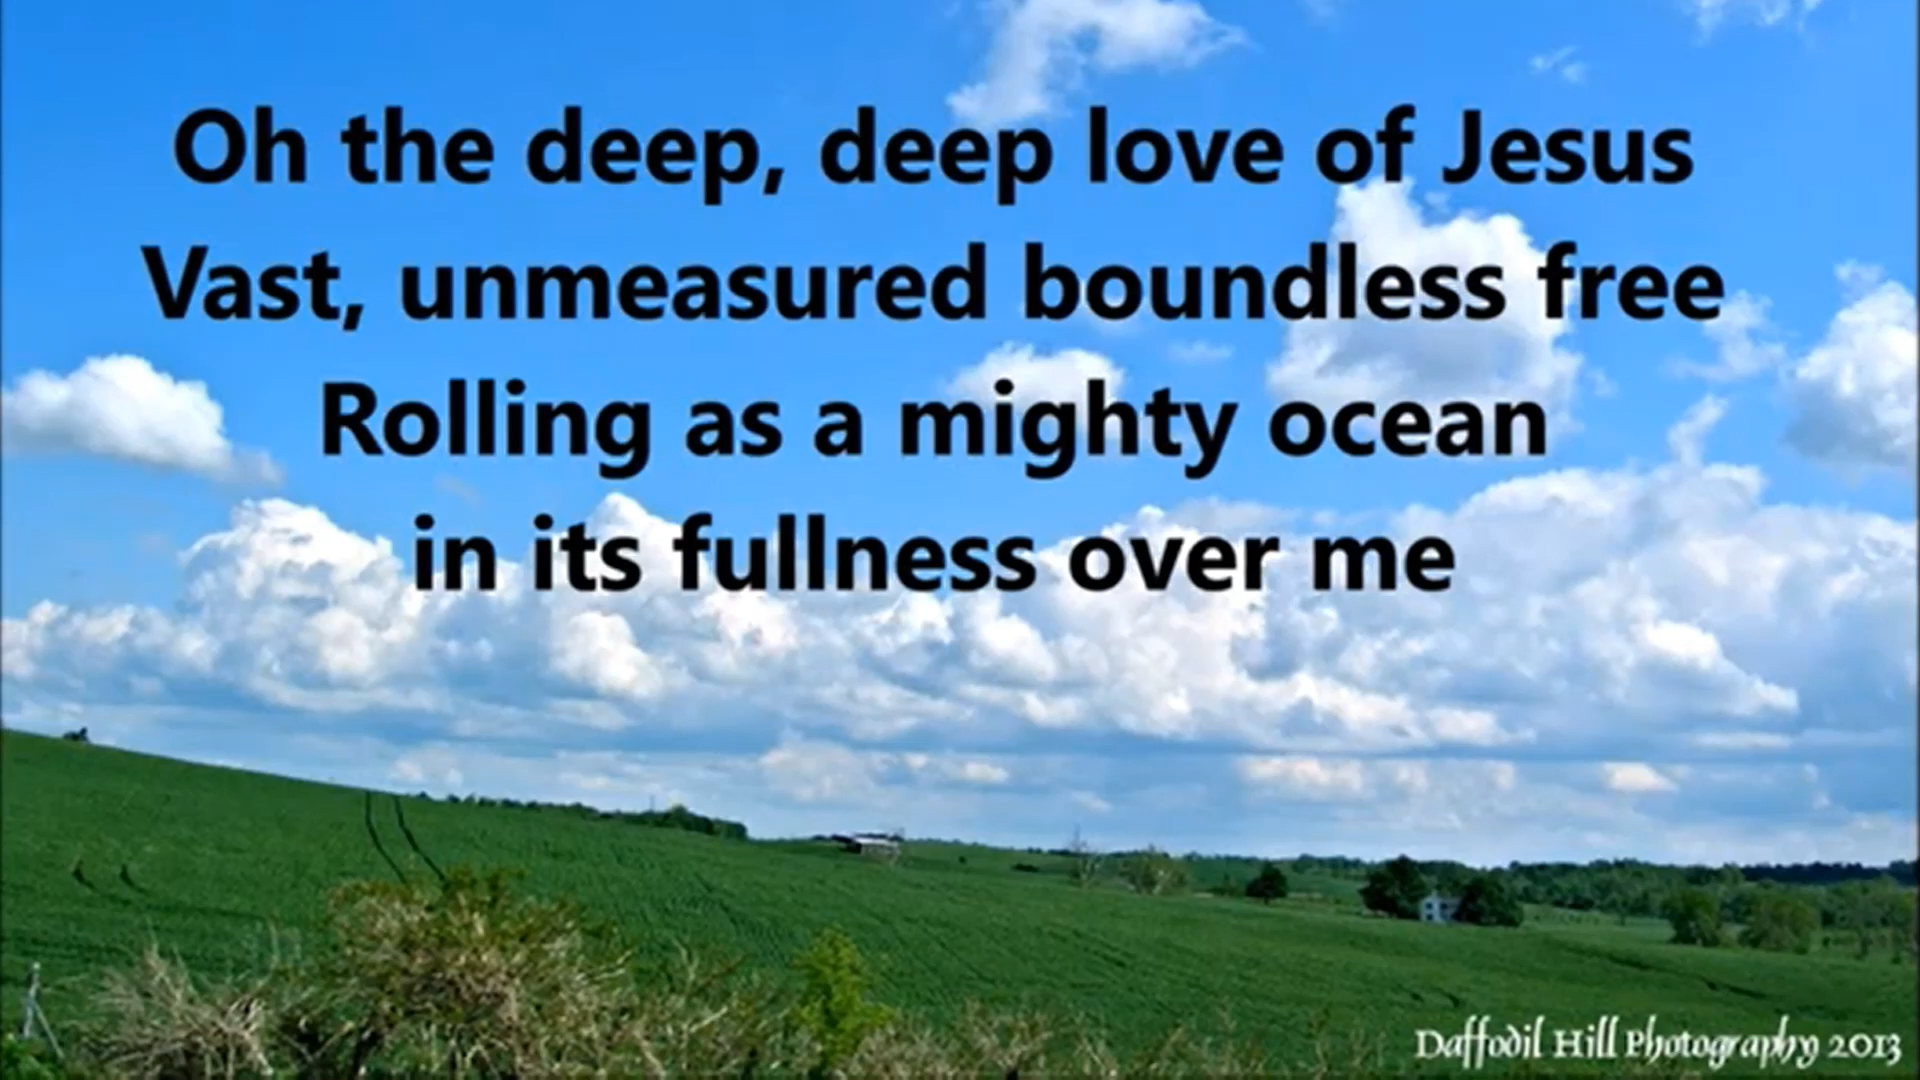 Oh the deep, deep love of Jesus
Vast, unmeasured boundless free
Rolling as a mighty ocean
in its fullness over me
Daffodil Hill Photography 2013